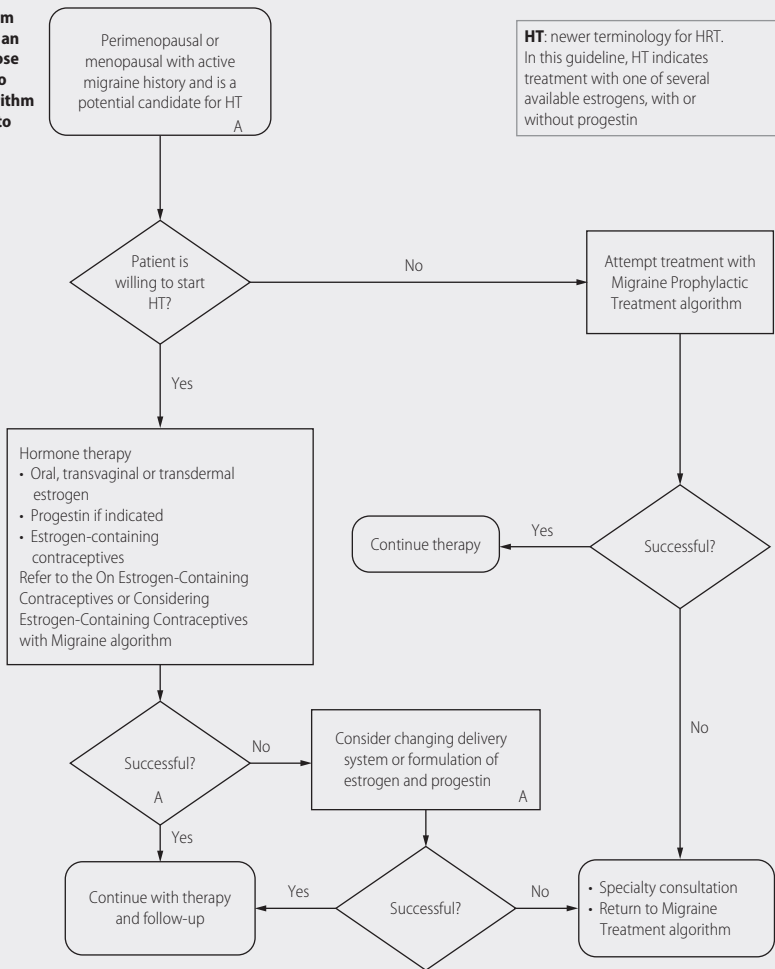 m
an
ose
o
rithm
to
Perimenopausal or
menopausal with active
migraine history and is a
potential candidate for HT
A
HT: newer terminology for HRT.
In this guideline, HT indicates
treatment with one of several
available estrogens, with or
without progestin
Patient is
willing to start
HT?
No
Attempt treatment with
Migraine Prophylactic
Treatment algorithm
Yes
Hormone therapy
• Oral, transvaginal or transdermal
estrogen
• Progestin if indicated
• Estrogen-containing
contraceptives
Refer to the On Estrogen-Containing
Contraceptives or Considering
Estrogen-Containing Contraceptives
with Migraine algorithm
Continue therapy
Yes
Successful?
No
Successful?
A
No
Consider changing delivery
system or formulation of
estrogen and progestin
A
Yes
Continue with therapy
and follow-up
Yes
Successful?
No
• Specialty consultation
• Return to Migraine
Treatment algorithm